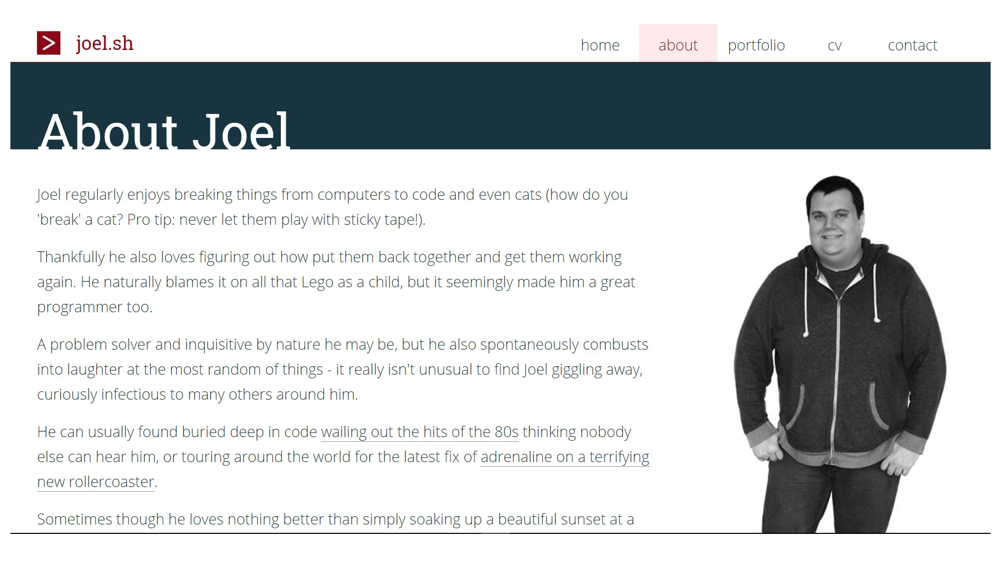 joel.sh
home about portfolio cv contact
About Joel
Joel regularly enjoys breaking things from computers to code and even cats (how do you
'break' a cat? Pro tip: never let them play with sticky tape!).
Thankfully he also loves figuring out how put them back together and get them working
again. He naturally blames it on all that Lego as a child, but it seemingly made him a great
programmer too.
A problem solver and inquisitive by nature he may be, but he also spontaneously combusts
into laughter at the most random of things - it really isn't unusual to find Joel giggling away,
curiously infectious to many others around him.
He can usually found buried deep in code wailing out the hits of the 80s thinking nobody
else can hear him, or touring around the world for the latest fix of adrenaline on a terrifying
new rollercoaster.
Sometimes though he loves nothing better than simply soaking up a beautiful sunset at a